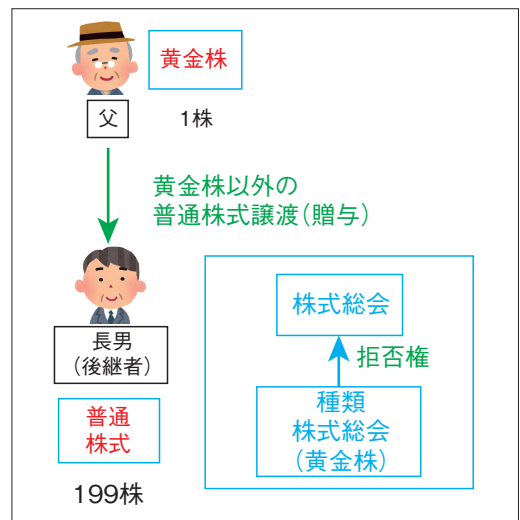 黄金株
父
1株
黄金株以外の
普通株式譲渡(贈与)
長男
(後継者)
普通
株式
199株
株式総会
拒否権
種類
株式総会
(黄金株)